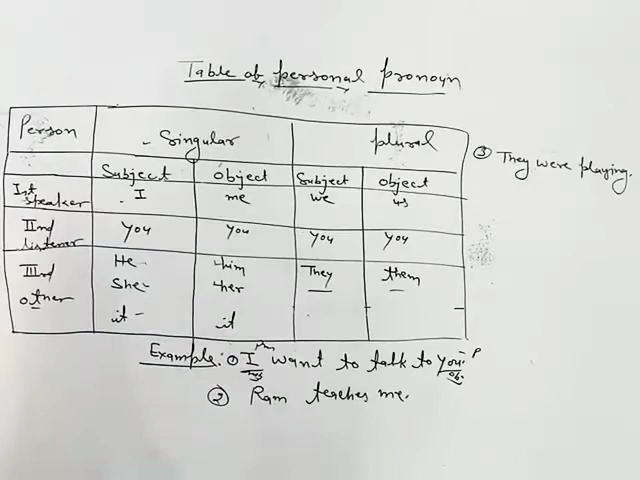 Table of personal pronoun
Person Singular plural
Subject object Subject object
Ist speaker I me we us
IInd listener you you you you
IIIrd other He him They them
She her
it it
Example: ① I want to talk to you.
② Ram teaches me.
③ They were playing.